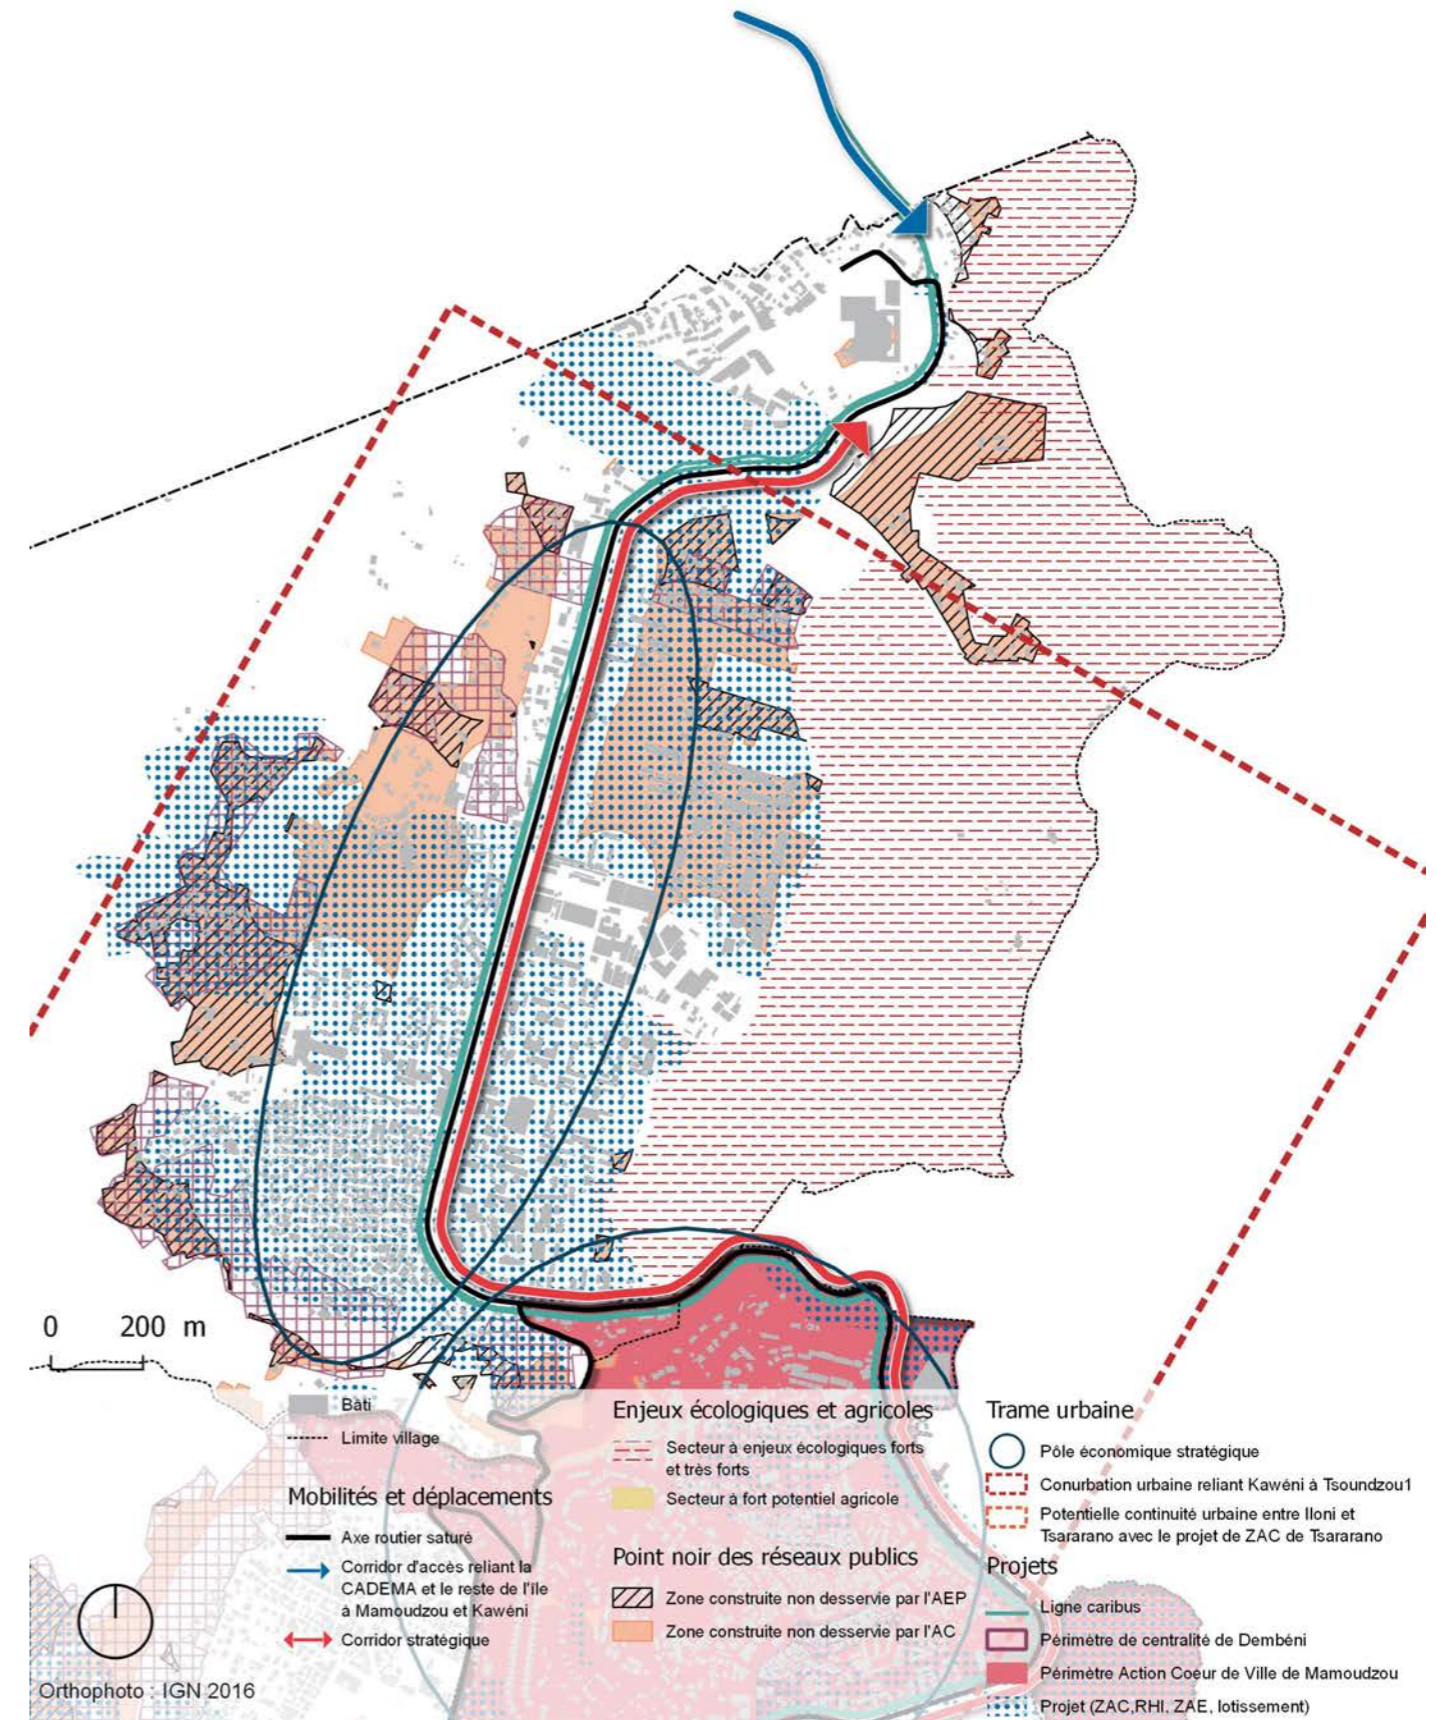 0 200 m
Bâti
Limite village
Mobilités et déplacements
Axe routier saturé
Corridor d'accès reliant la
CADEMA et le reste de l'île
à Mamoudzou et Kawéni
Corridor stratégique
Orthophoto : IGN 2016
Enjeux écologiques et agricoles
Secteur à enjeux écologiques forts
et très forts
Secteur à fort potentiel agricole
Point noir des réseaux publics
Zone construite non desservie par l'AEP
Zone construite non desservie par l'AC
Trame urbaine
Pôle économique stratégique
Conurbation urbaine reliant Kawéni à Tsoundzou1
Potentielle continuité urbaine entre Iloni et
Tsararano avec le projet de ZAC de Tsararano
Projets
Ligne caribus
Périmètre de centralité de Dembéni
Périmètre Action Coeur de Ville de Mamoudzou
Projet (ZAC,RHI, ZAE, lotissement)